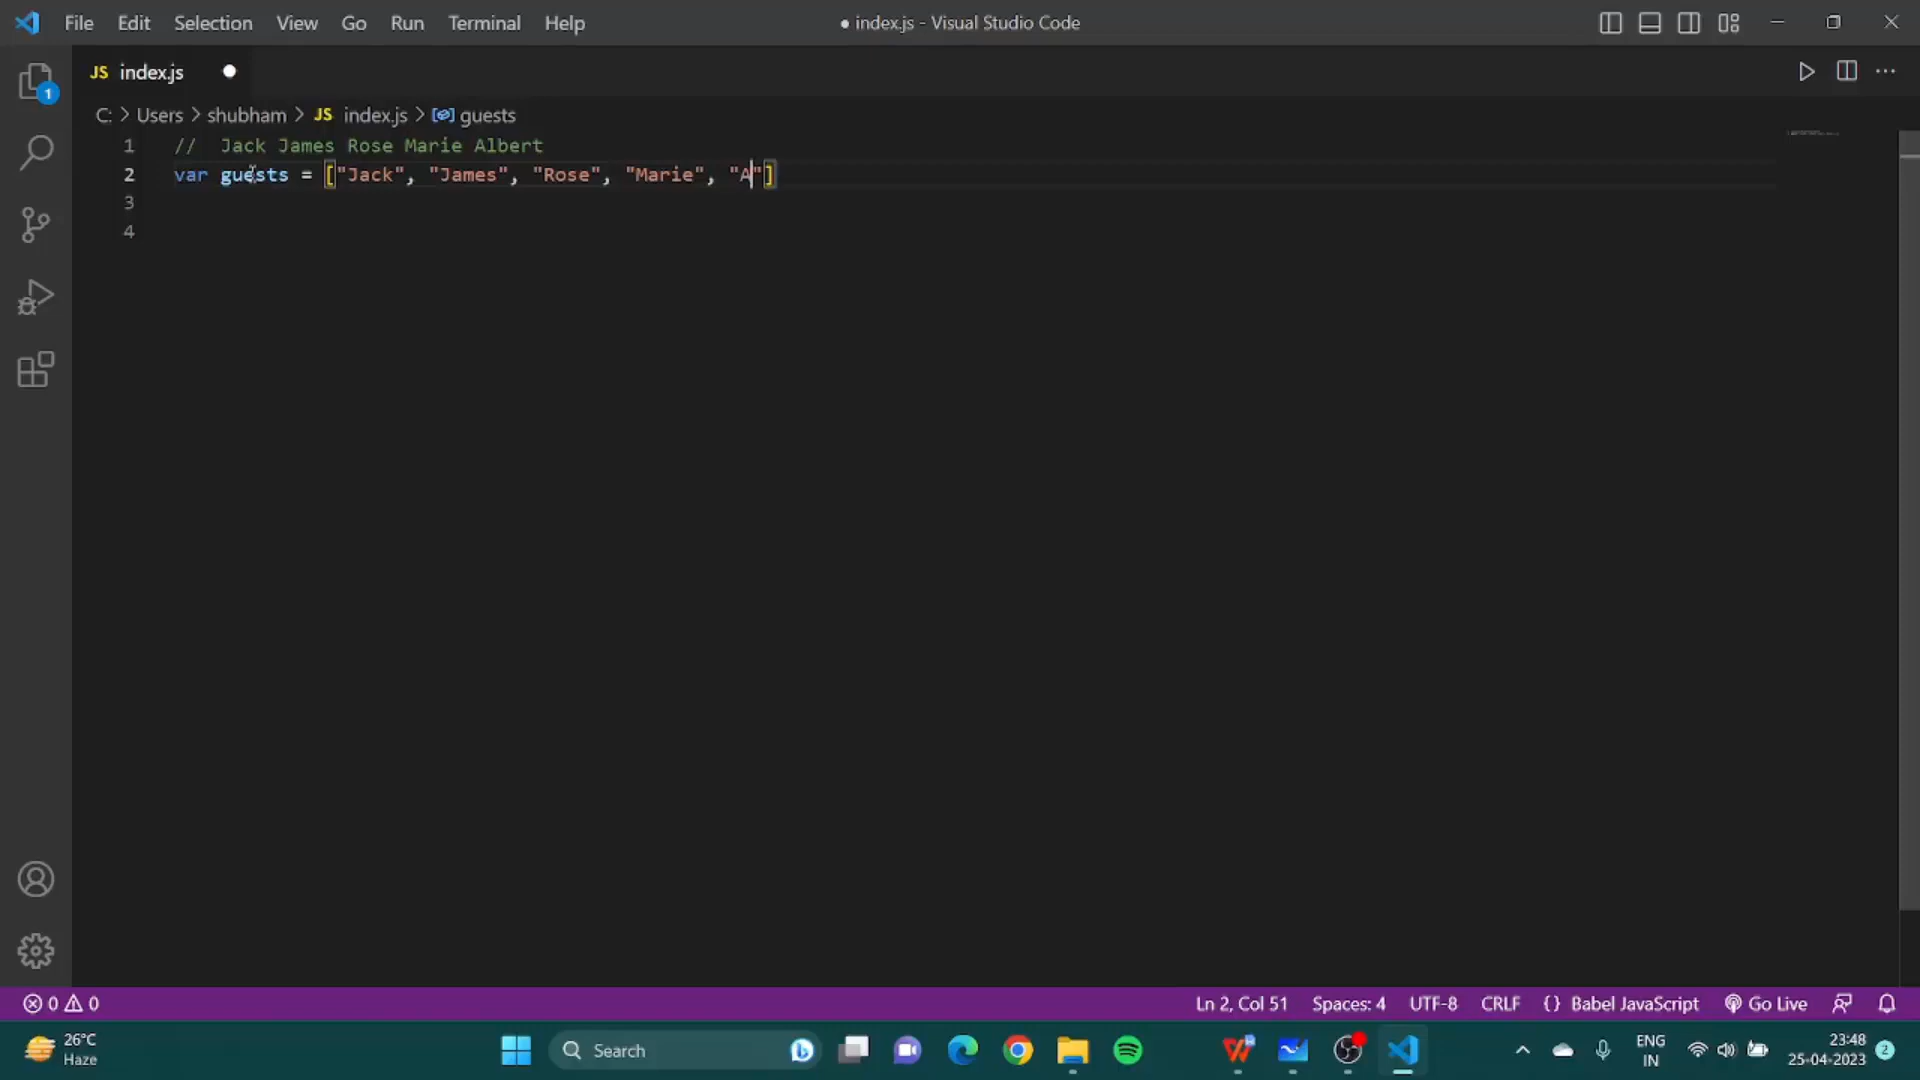 File Edit Selection View Go Run Terminal Help ● index.js - Visual Studio Code
JS index.js ●
C: > Users > shubham > JS index.js > guests
1 //  Jack James Rose Marie Albert
2 var guests = ["Jack", "James", "Rose", "Marie", "A"]
3
4
1
0 0 Ln 2, Col 51 Spaces: 4 UTF-8 CRLF {} Babel JavaScript Go Live
26°C
Haze
Search
ENG
IN
23:48
25-04-2023
2